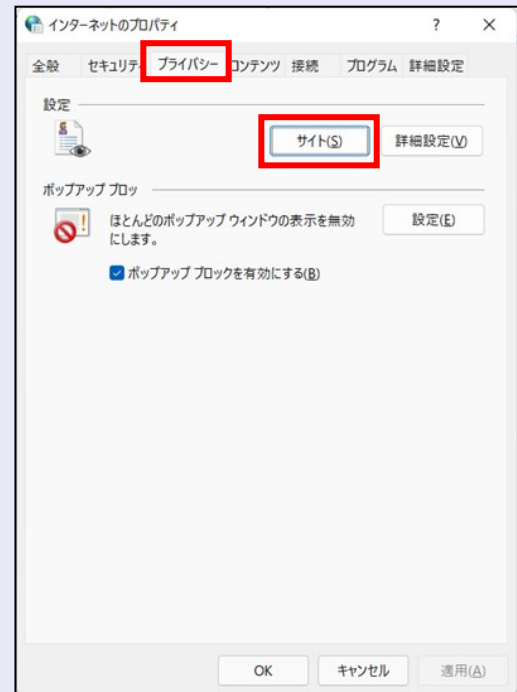 インターネットのプロパティ ? ×
全般 セキュリティ プライバシー コンテンツ 接続 プログラム 詳細設定
設定
サイト(S) 詳細設定(V)
ポップアップ ブロッ
ほとんどのポップアップ ウィンドウの表示を無効
にします。
設定(E)
ポップアップ ブロックを有効にする(B)
OK キャンセル 適用(A)